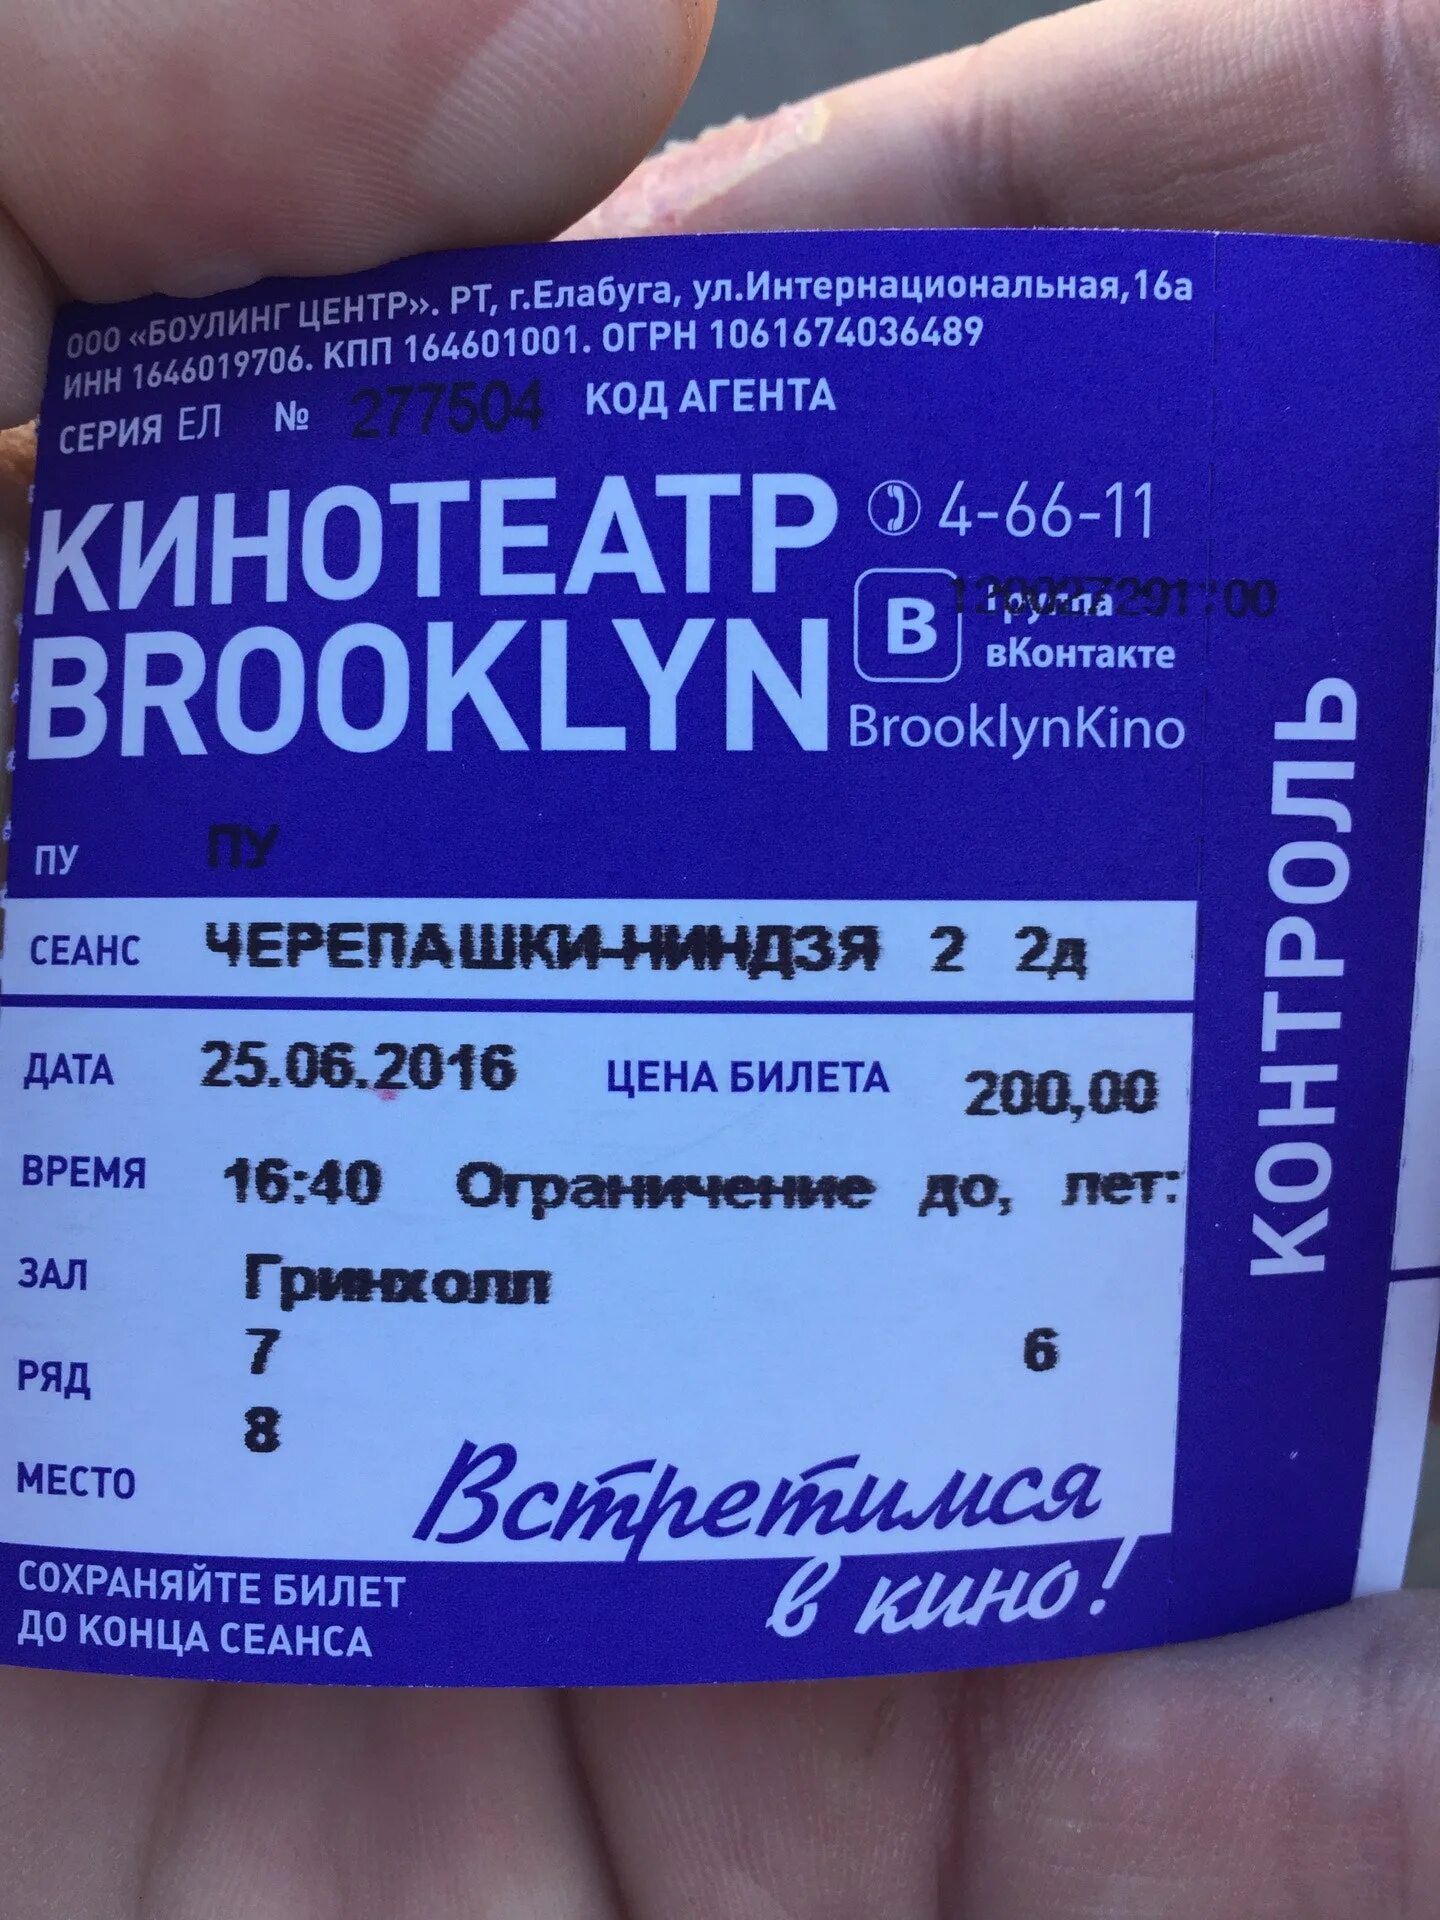 ООО «БОУЛИНГ ЦЕНТР». РТ, г.Елабуга, ул.Интернациональная,16а
ИНН 1646019706. КПП 164601001. ОГРН 1061674036489
СЕРИЯ ЕЛ № 277504 КОД АГЕНТА
КИНОТЕАТР
BROOKLYN
4-66-11
В Группа
вКонтакте
BrooklynKino
ПУ ПУ
СЕАНС ЧЕРЕПАШКИ-НИНДЗЯ 2 2д
ДАТА 25.06.2016 ЦЕНА БИЛЕТА 200,00
ВРЕМЯ 16:40 Ограничение до, лет:
ЗАЛ Гринхолл
7 6
РЯД
8
МЕСТО
Встретимся
в кино!
СОХРАНЯЙТЕ БИЛЕТ
ДО КОНЦА СЕАНСА
КОНТРОЛЬ